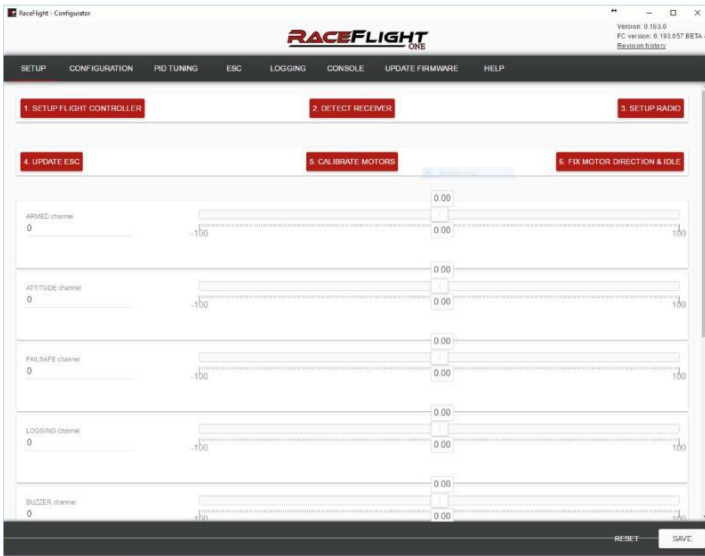 RaceFlight - Configurator
Version: 0.193.0
FC version: 0.193.057 BETA
Revision history
RACEFLIGHT
ONE
SETUP CONFIGURATION PID TUNING ESC LOGGING CONSOLE UPDATE FIRMWARE HELP
1. SETUP FLIGHT CONTROLLER 2. DETECT RECEIVER 3. SETUP RADIO
4. UPDATE ESC 5. CALIBRATE MOTORS 6. FIX MOTOR DIRECTION & IDLE
0.00
ARMED channel
0
-100 0.00 100
0.00
ATTITUDE channel
0
-100 0.00 100
0.00
FAILSAFE channel
0
-100 0.00 100
0.00
LOGGING channel
0
-100 0.00 100
0.00
BUZZER channel
0
-100 0.00 100
RESET SAVE